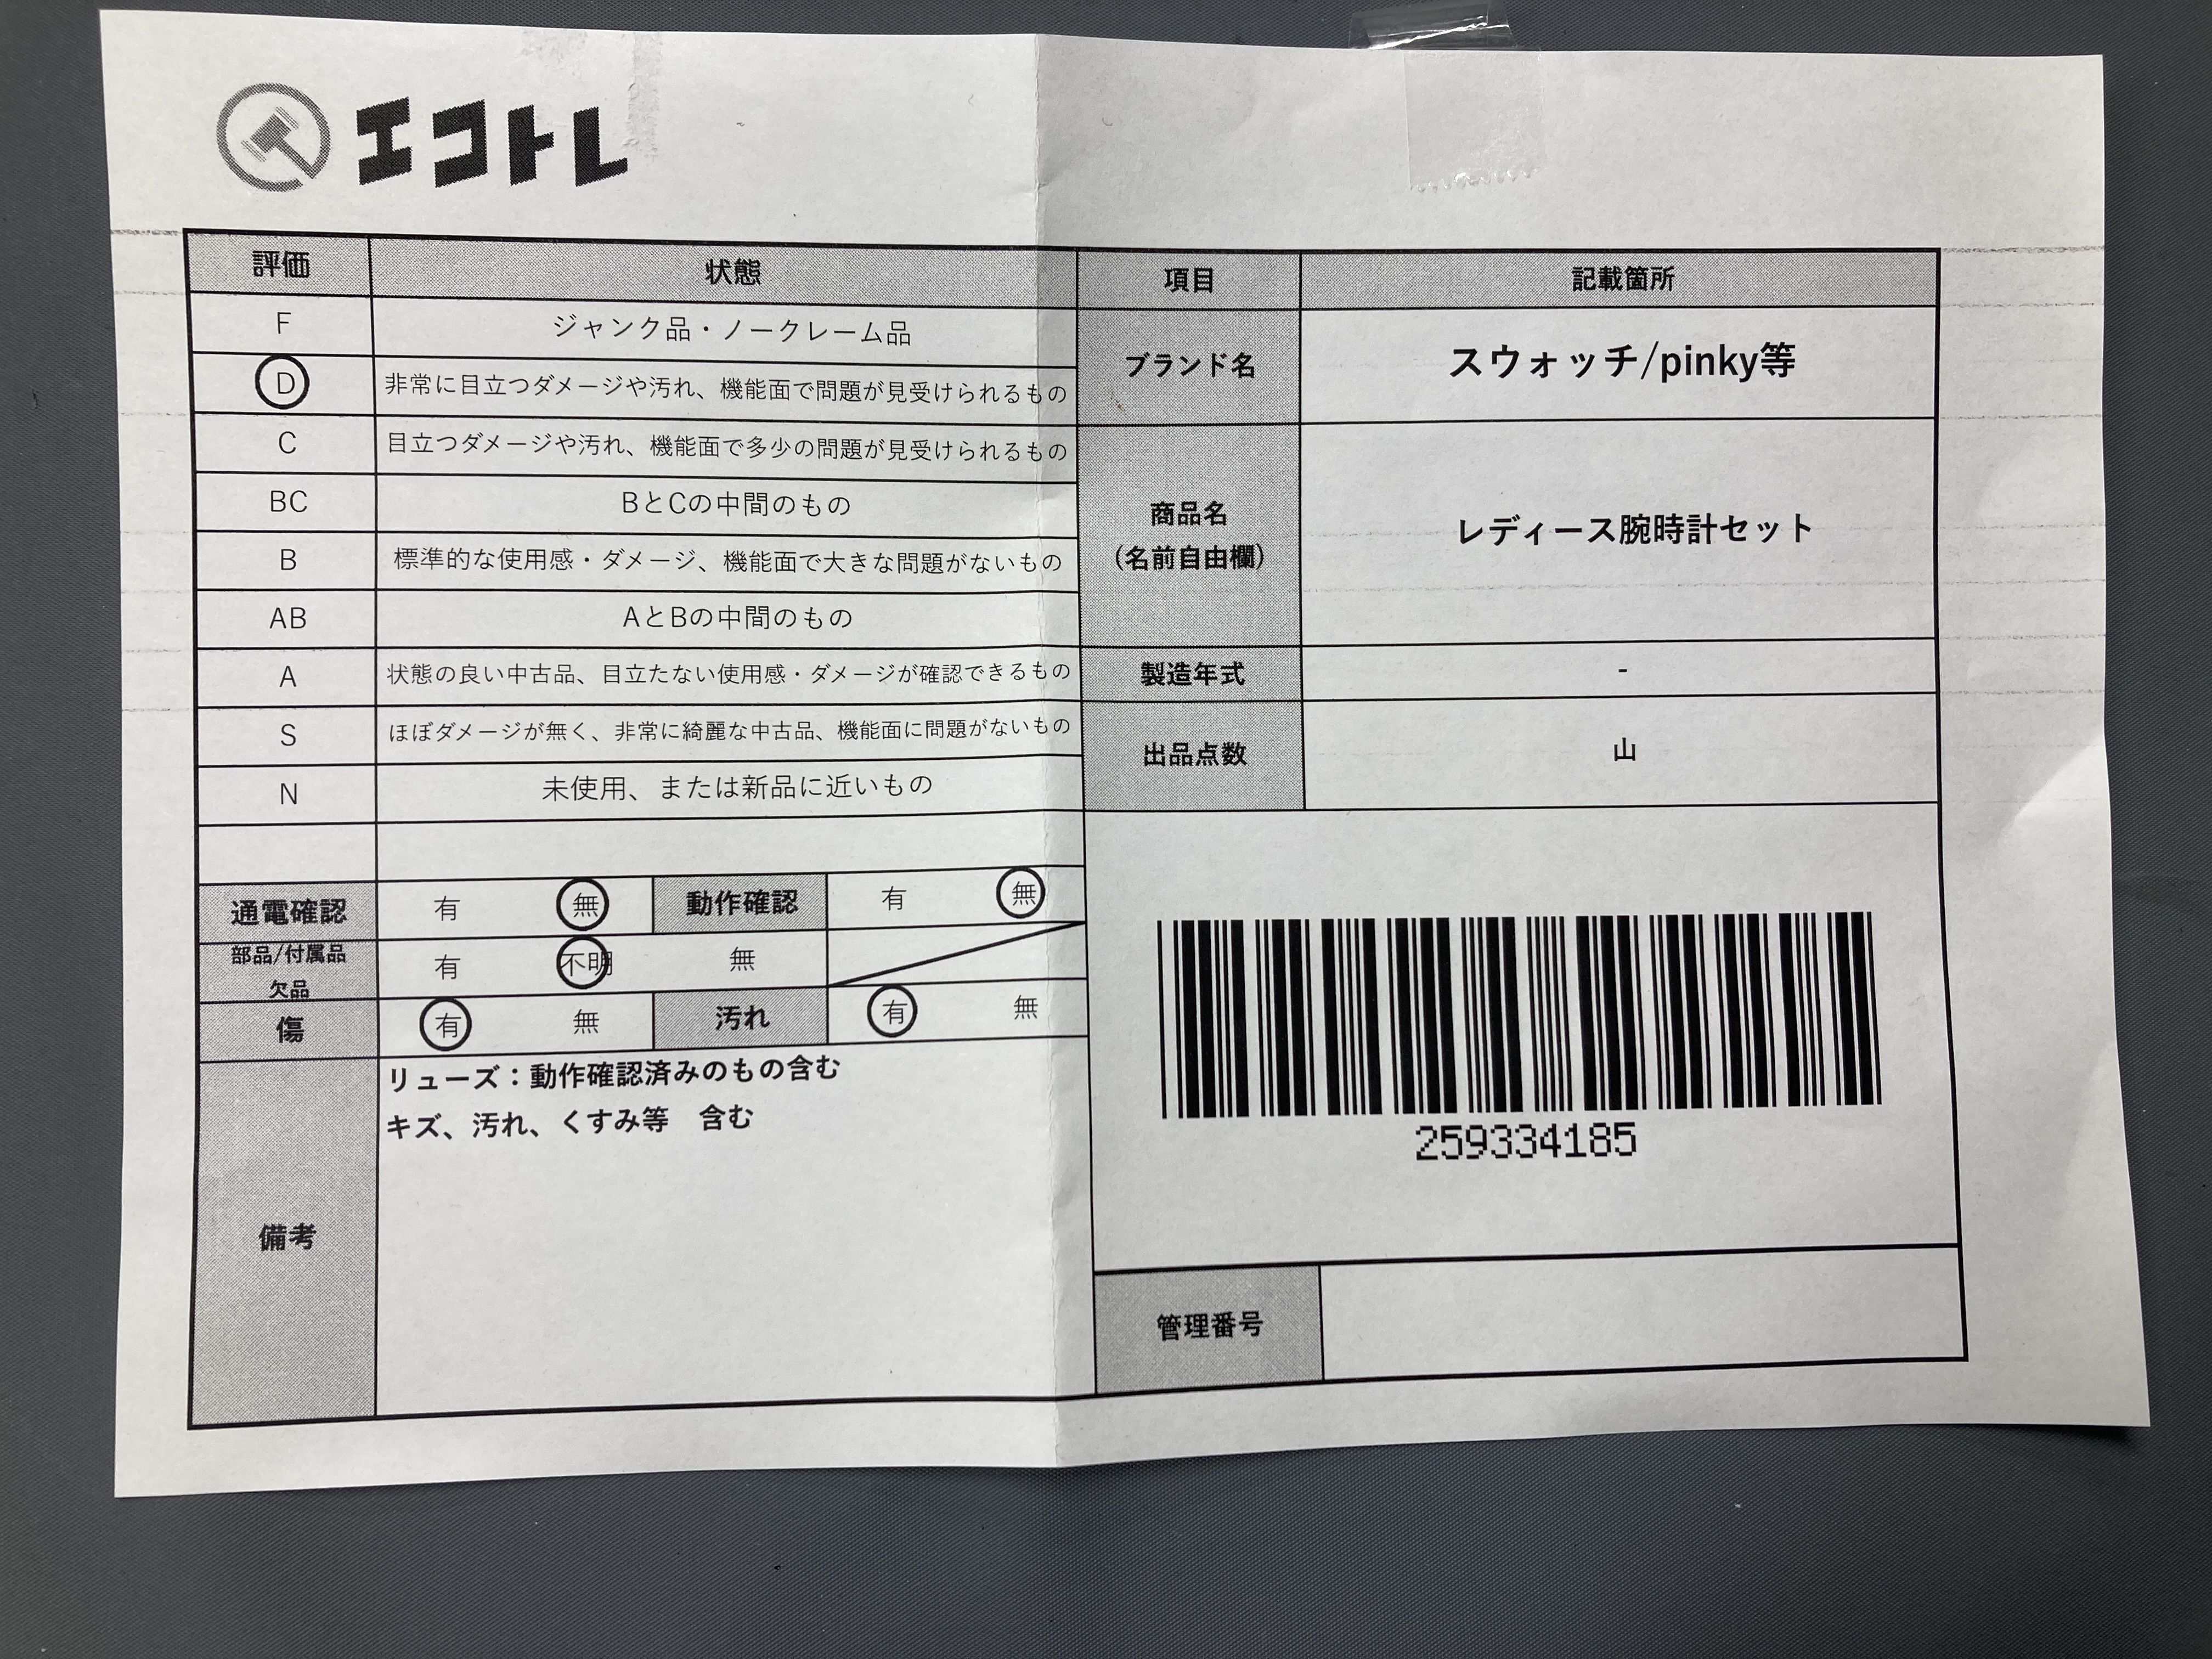 エコトレ
評価 状態
F ジャンク品・ノークレーム品
D 非常に目立つダメージや汚れ、機能面で問題が見受けられるもの
C 目立つダメージや汚れ、機能面で多少の問題が見受けられるもの
BC BとCの中間のもの
B 標準的な使用感・ダメージ、機能面で大きな問題がないもの
AB AとBの中間のもの
A 状態の良い中古品、目立たない使用感・ダメージが確認できるもの
S ほぼダメージが無く、非常に綺麗な中古品、機能面に問題がないもの
N 未使用、または新品に近いもの
通電確認 有 無 動作確認 有 無
部品/付属品
欠品 有 不明 無
傷 有 無 汚れ 有 無
備考
リューズ：動作確認済みのもの含む
キズ、汚れ、くすみ等　含む
項目 記載箇所
ブランド名 スウォッチ/pinky等
商品名
（名前自由欄） レディース腕時計セット
製造年式 -
出品点数 山
259334185
管理番号